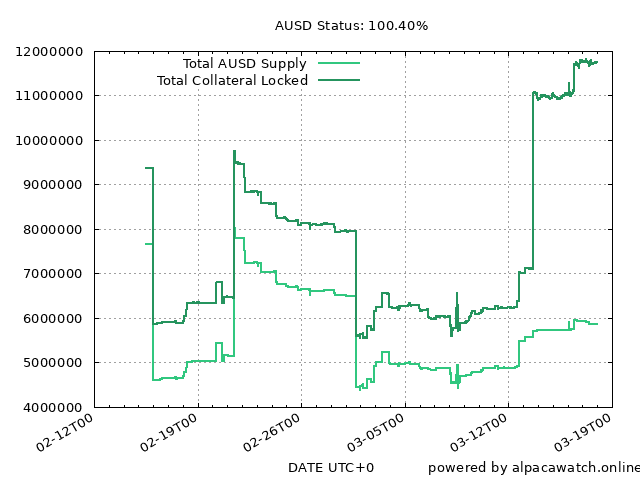 AUSD Status: 100.40%
Total AUSD Supply
Total Collateral Locked
12000000
11000000
10000000
9000000
8000000
7000000
6000000
5000000
4000000
02-12T00
02-19T00
02-26T00
03-05T00
03-12T00
03-19T00
DATE UTC+0
powered by alpacawatch.online